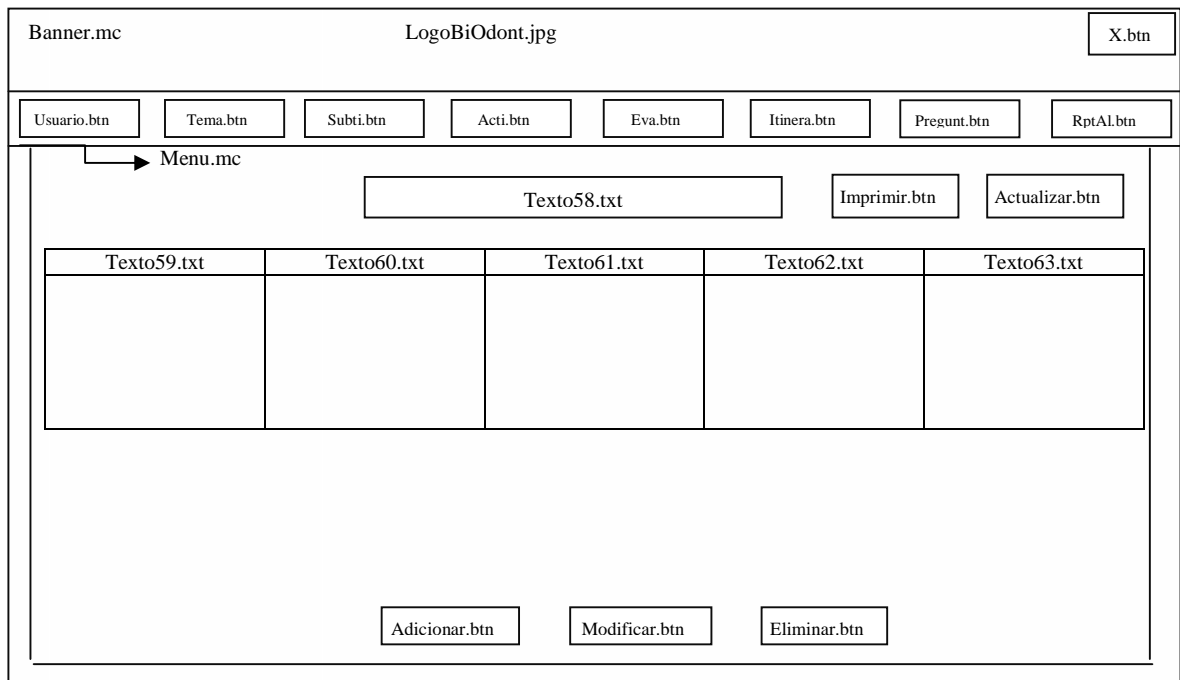 Banner.mc LogoBiOdont.jpg X.btn
Usuario.btn Tema.btn Subti.btn Acti.btn Eva.btn Itinera.btn Pregunt.btn RptAl.btn
Menu.mc
Texto58.txt Imprimir.btn Actualizar.btn
Texto59.txt Texto60.txt Texto61.txt Texto62.txt Texto63.txt
Adicionar.btn Modificar.btn Eliminar.btn